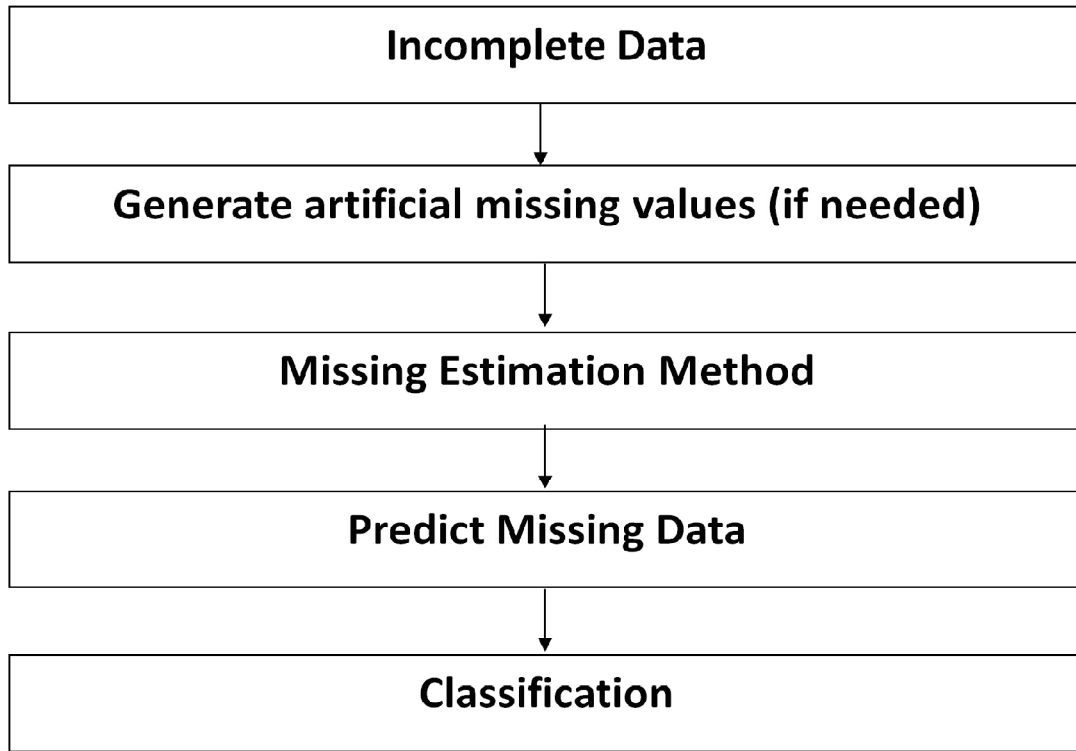 Incomplete Data
Generate artificial missing values (if needed)
Missing Estimation Method
Predict Missing Data
Classification